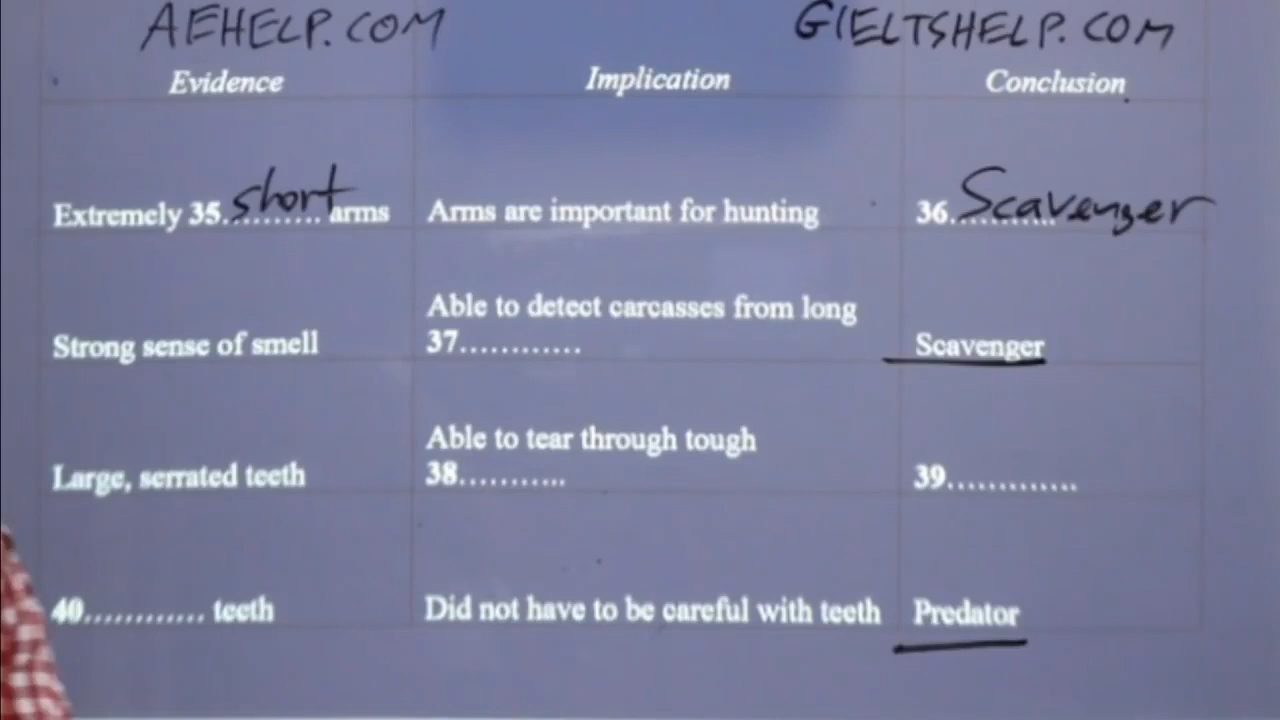 AEHELP.COM
GIELTSHELP.COM
Evidence
Implication
Conclusion
Extremely 35.short.......... arms
Arms are important for hunting
36.Scavenger...........
Strong sense of smell
Able to detect carcasses from long
37............
Scavenger
Large, serrated teeth
Able to tear through tough
38...........
39.............
40............ teeth
Did not have to be careful with teeth
Predator